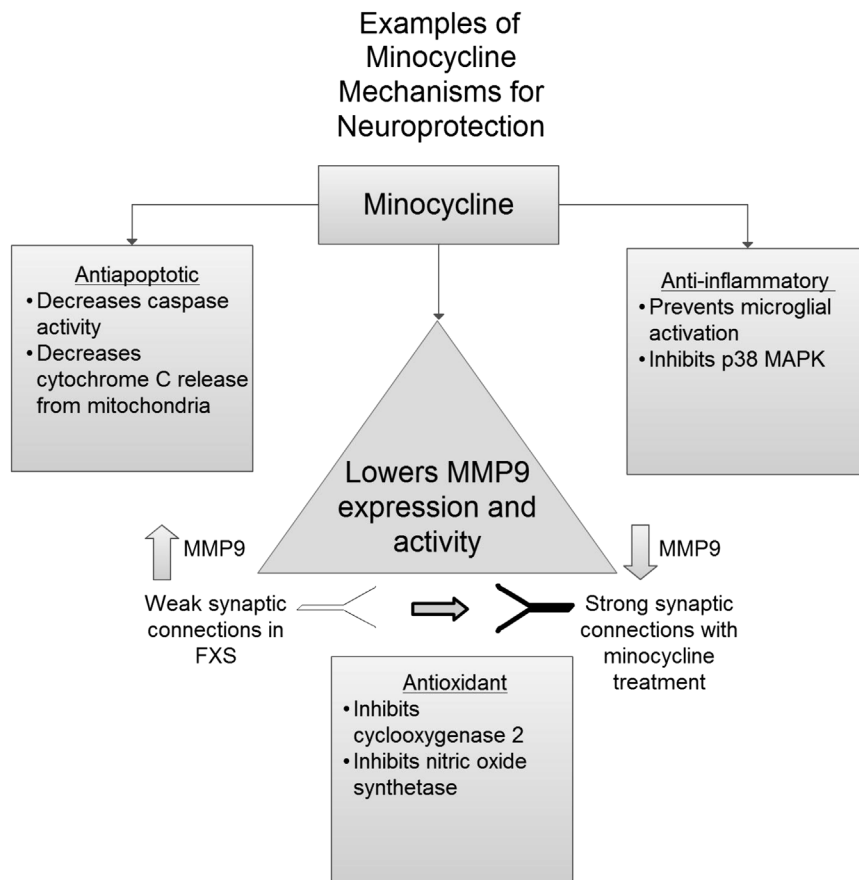 Examples of
Minocycline
Mechanisms for
Neuroprotection
Minocycline
Antiapoptotic
•Decreases caspase
activity
•Decreases
cytochrome C release
from mitochondria
Anti-inflammatory
•Prevents microglial
activation
•Inhibits p38 MAPK
Lowers MMP9
expression and
activity
MMP9
Weak synaptic
connections in
FXS
MMP9
Strong synaptic
connections with
minocycline
treatment
Antioxidant
•Inhibits
cyclooxygenase 2
•Inhibits nitric oxide
synthetase